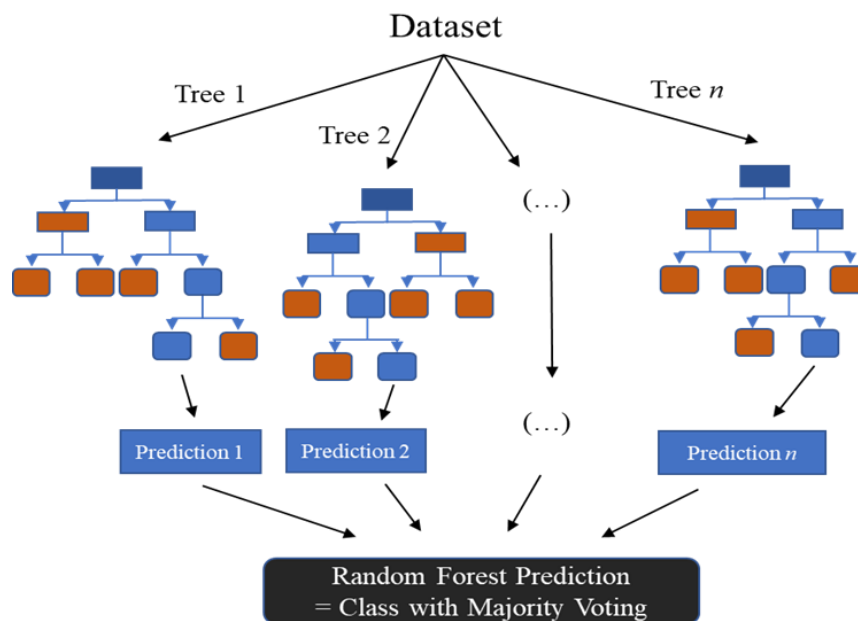 Dataset
Tree 1
Tree 2
Tree n
(…)
(…)
Prediction 1
Prediction 2
Prediction n
Random Forest Prediction
= Class with Majority Voting